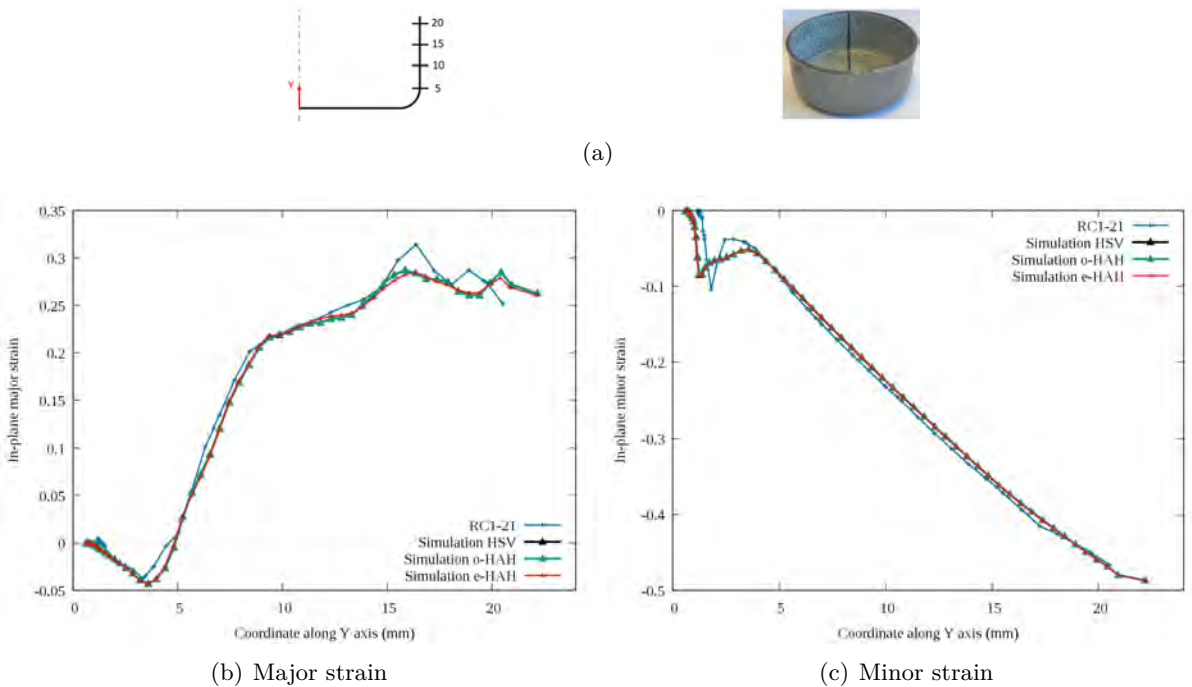 20
15
10
5
Y
(a)
0.35
0.3
0.25
0.2
0.15
0.1
0.05
0
-0.05
In-plane major strain
RC1-21
Simulation HSV
Simulation o-HAH
Simulation e-HAH
0 5 10 15 20
Coordinate along Y axis (mm)
(b) Major strain
0
-0.1
-0.2
-0.3
-0.4
-0.5
In-plane minor strain
RC1-21
Simulation HSV
Simulation o-HAH
Simulation e-HAH
0 5 10 15 20
Coordinate along Y axis (mm)
(c) Minor strain